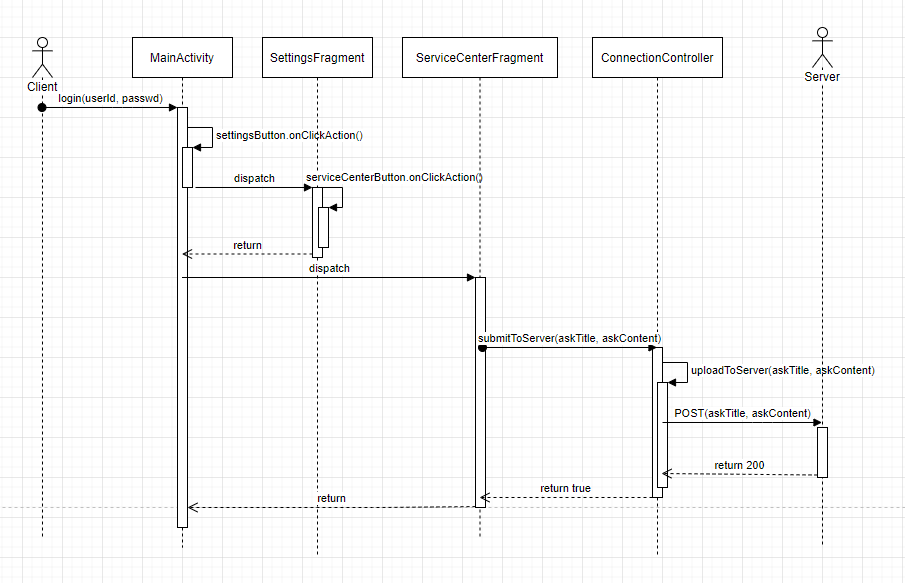 MainActivity
SettingsFragment
ServiceCenterFragment
ConnectionController
Client
Server
login(userId, passwd)
settingsButton.onClickAction()
dispatch
serviceCenterButton.onClickAction()
return
dispatch
submitToServer(askTitle, askContent)
uploadToServer(askTitle, askContent)
POST(askTitle, askContent)
return 200
return true
return